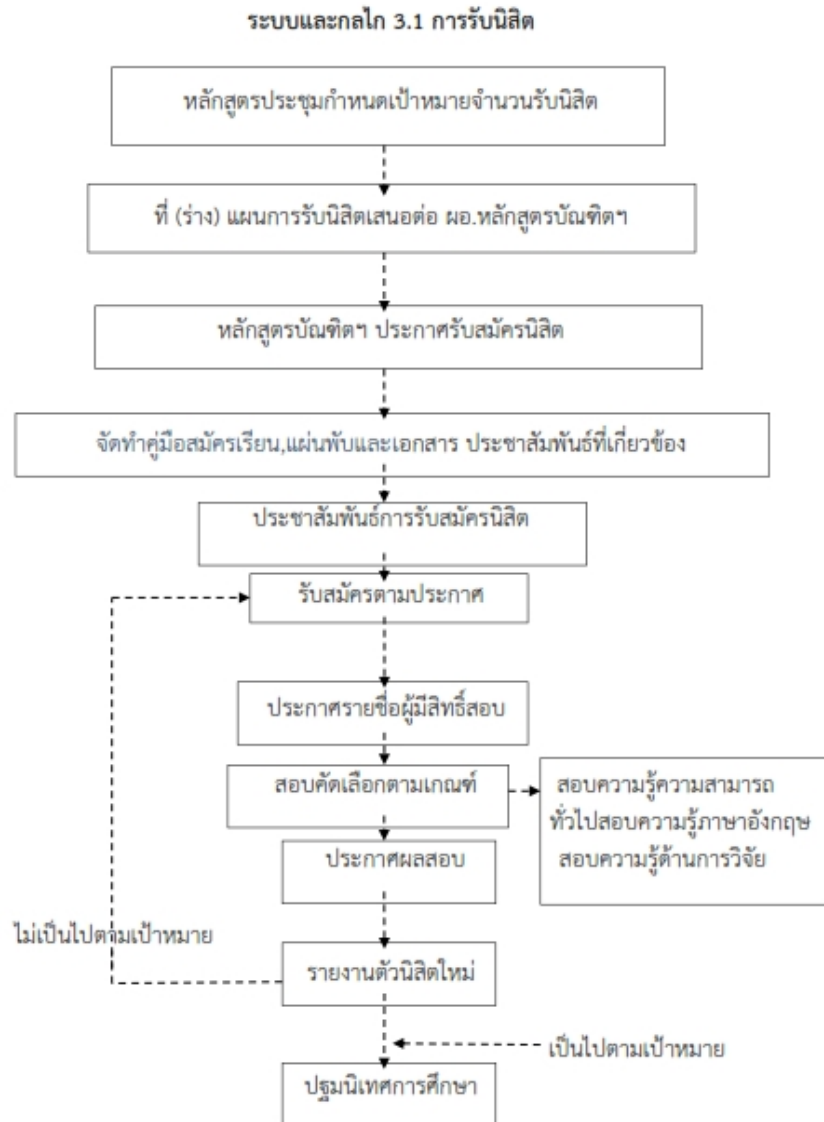 ระบบและกลไก 3.1 การรับนิสิต
หลักสูตรประชุมกำหนดเป้าหมายจำนวนรับนิสิต
ที่ (ร่าง) แผนการรับนิสิตเสนอต่อ ผอ.หลักสูตรบัณฑิตฯ
หลักสูตรบัณฑิตฯ ประกาศรับสมัครนิสิต
จัดทำคู่มือสมัครเรียน,แผ่นพับและเอกสาร ประชาสัมพันธ์ที่เกี่ยวข้อง
ประชาสัมพันธ์การรับสมัครนิสิต
รับสมัครตามประกาศ
ประกาศรายชื่อผู้มีสิทธิ์สอบ
สอบคัดเลือกตามเกณฑ์
สอบความรู้ความสามารถ
ทั่วไปสอบความรู้ภาษาอังกฤษ
สอบความรู้ด้านการวิจัย
ประกาศผลสอบ
ไม่เป็นไปตามเป้าหมาย
รายงานตัวนิสิตใหม่
เป็นไปตามเป้าหมาย
ปฐมนิเทศการศึกษา